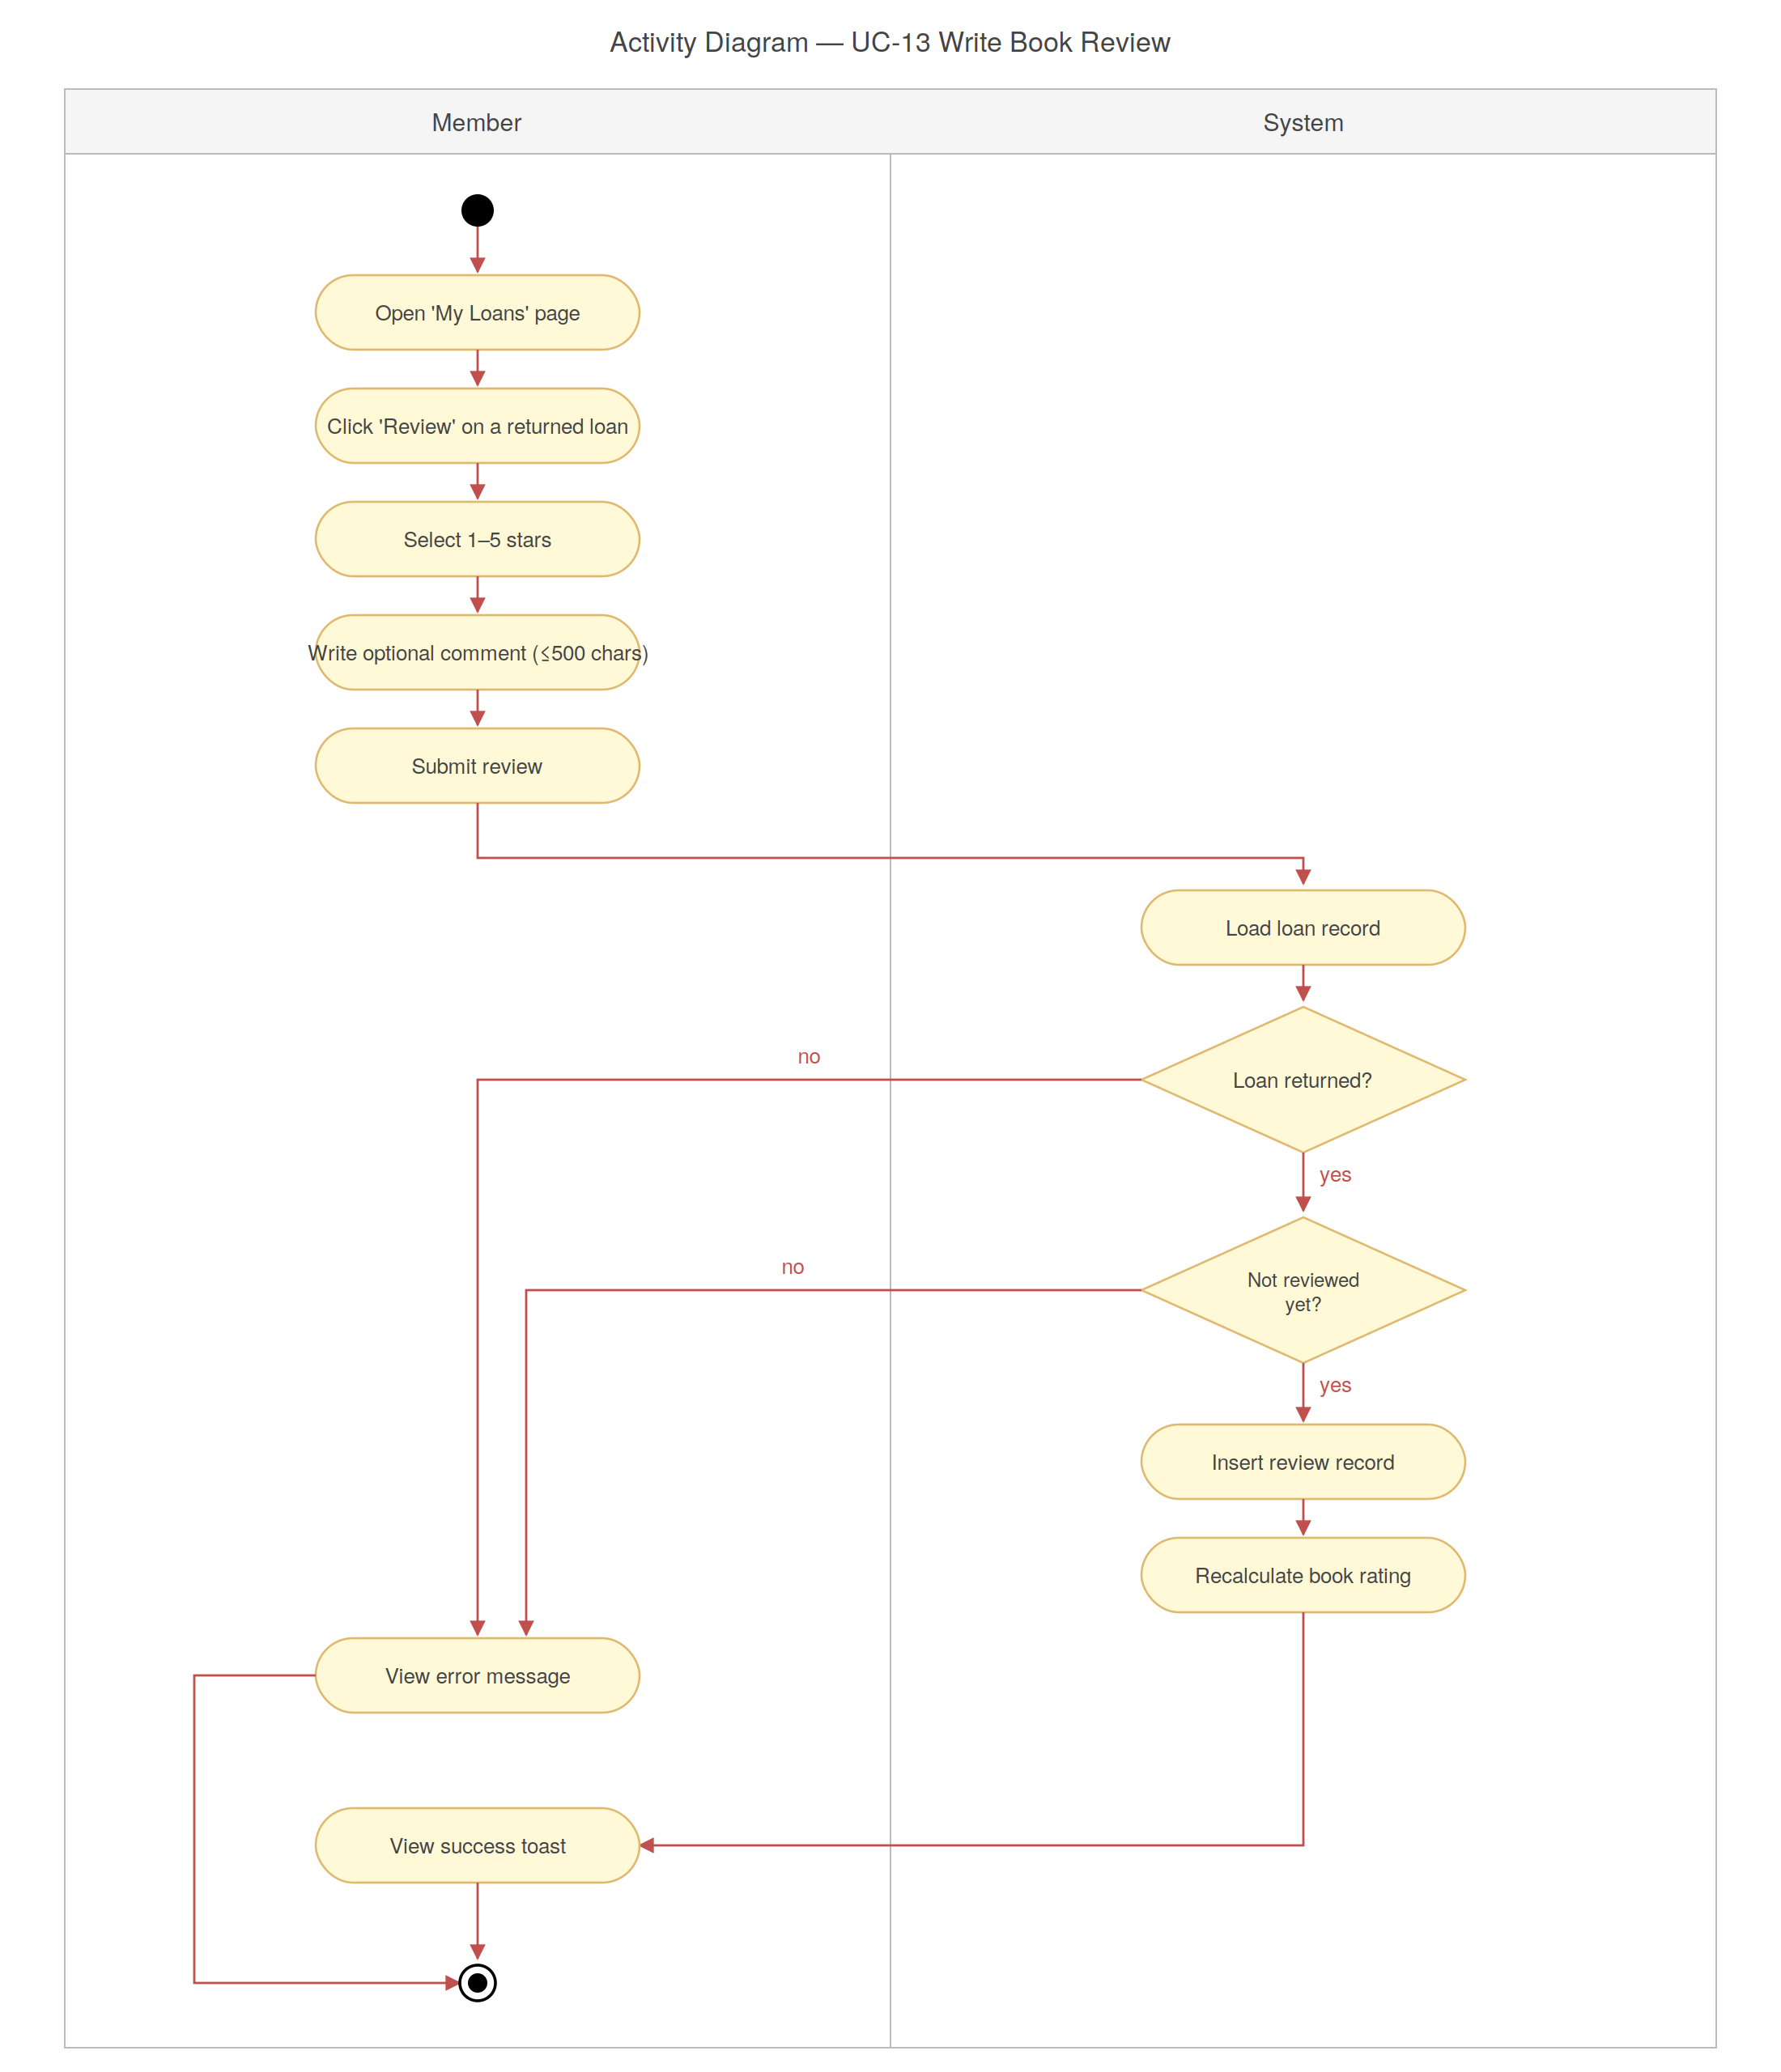 Activity Diagram — UC-13 Write Book Review
Member
System
Open 'My Loans' page
Click 'Review' on a returned loan
Select 1–5 stars
Write optional comment (≤500 chars)
Submit review
Load loan record
no
Loan returned?
yes
no
Not reviewed
yet?
yes
Insert review record
Recalculate book rating
View error message
View success toast